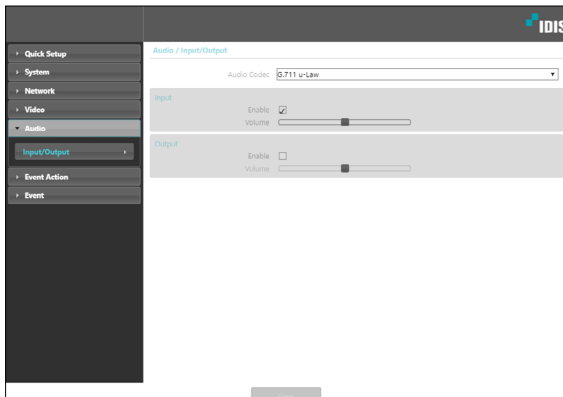 IDIS
Quick Setup
System
Network
Video
Audio
Input/Output
Event Action
Event
Audio / Input/Output
Audio Codec G.711 u-Law
Input
Enable
Volume
Output
Enable
Volume
Save